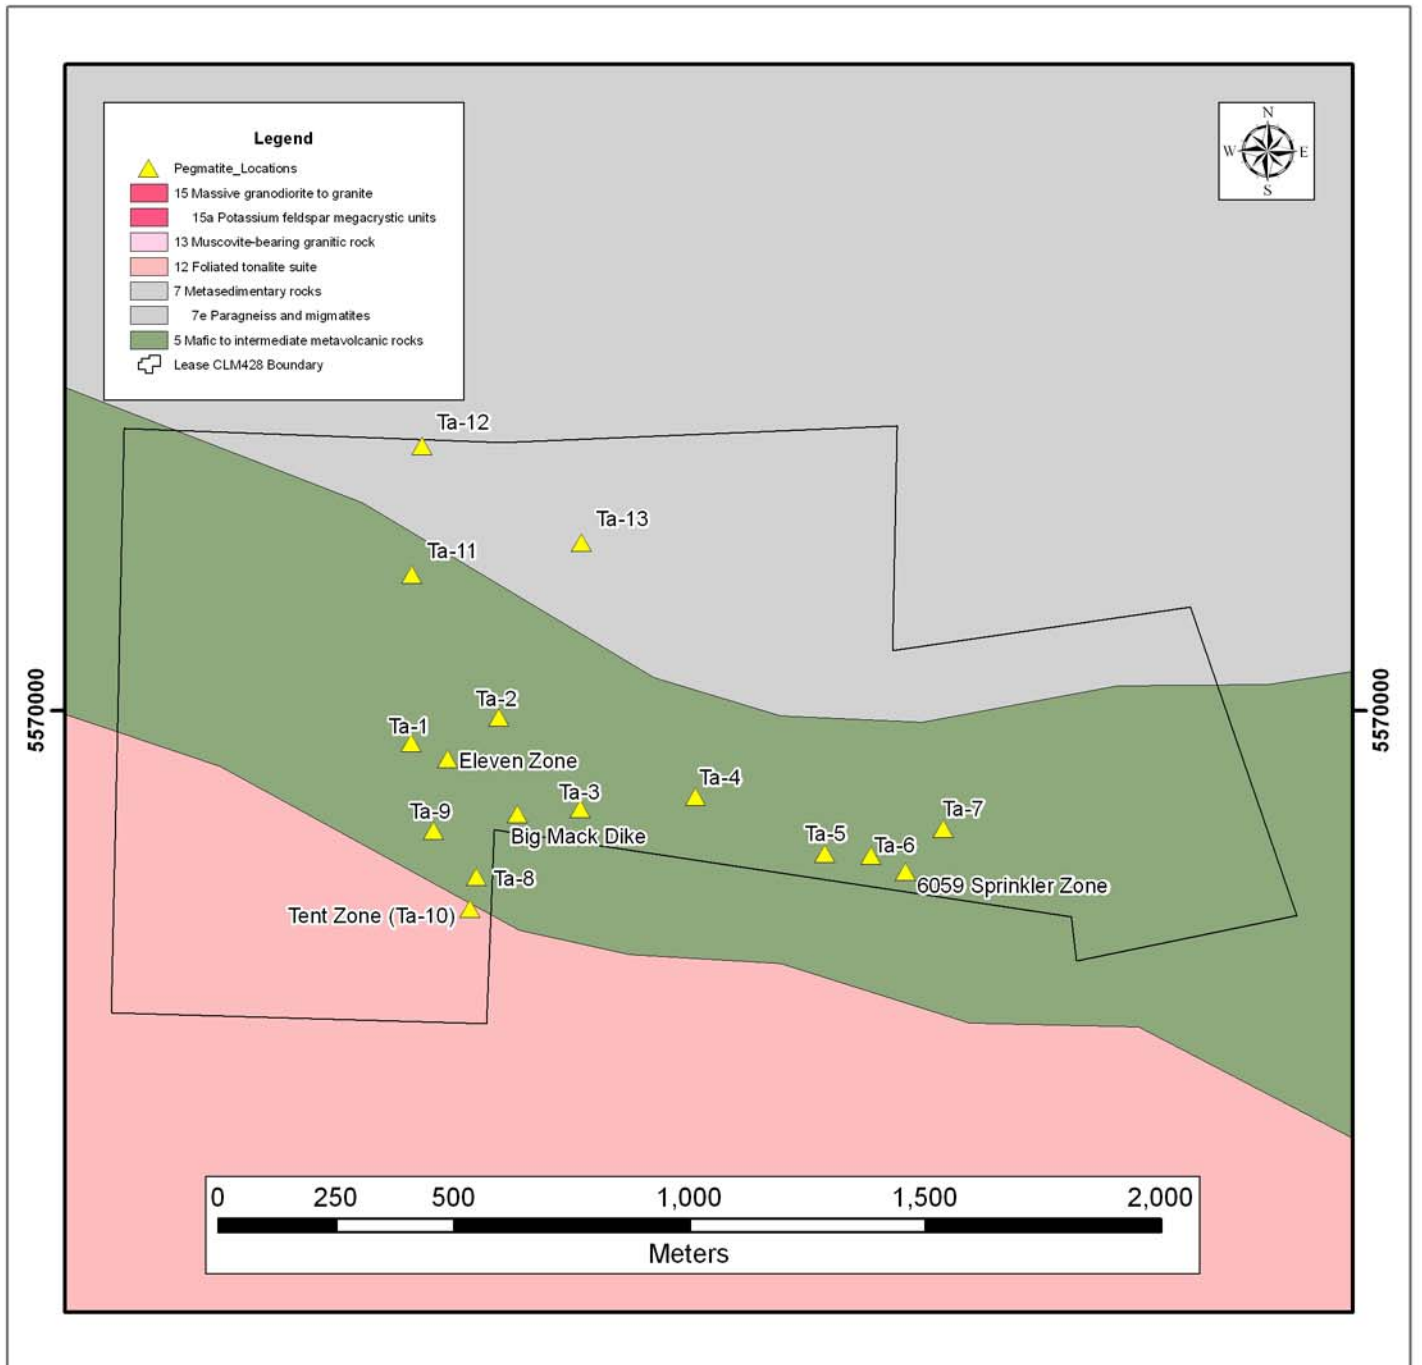 Legend
Pegmatite_Locations
15 Massive granodiorite to granite
15a Potassium feldspar megacrystic units
13 Muscovite-bearing granitic rock
12 Foliated tonalite suite
7 Metasedimentary rocks
7e Paragneiss and migmatites
5 Mafic to intermediate metavolcanic rocks
Lease CLM428 Boundary
N
W E
S
Ta-12
Ta-13
Ta-11
5570000
5570000
Ta-2
Ta-1
Eleven Zone
Ta-4
Ta-3
Ta-9
Ta-7
Big Mack Dike
Ta-5
Ta-6
Ta-8
6059 Sprinkler Zone
Tent Zone (Ta-10)
0 250 500 1,000 1,500 2,000
Meters